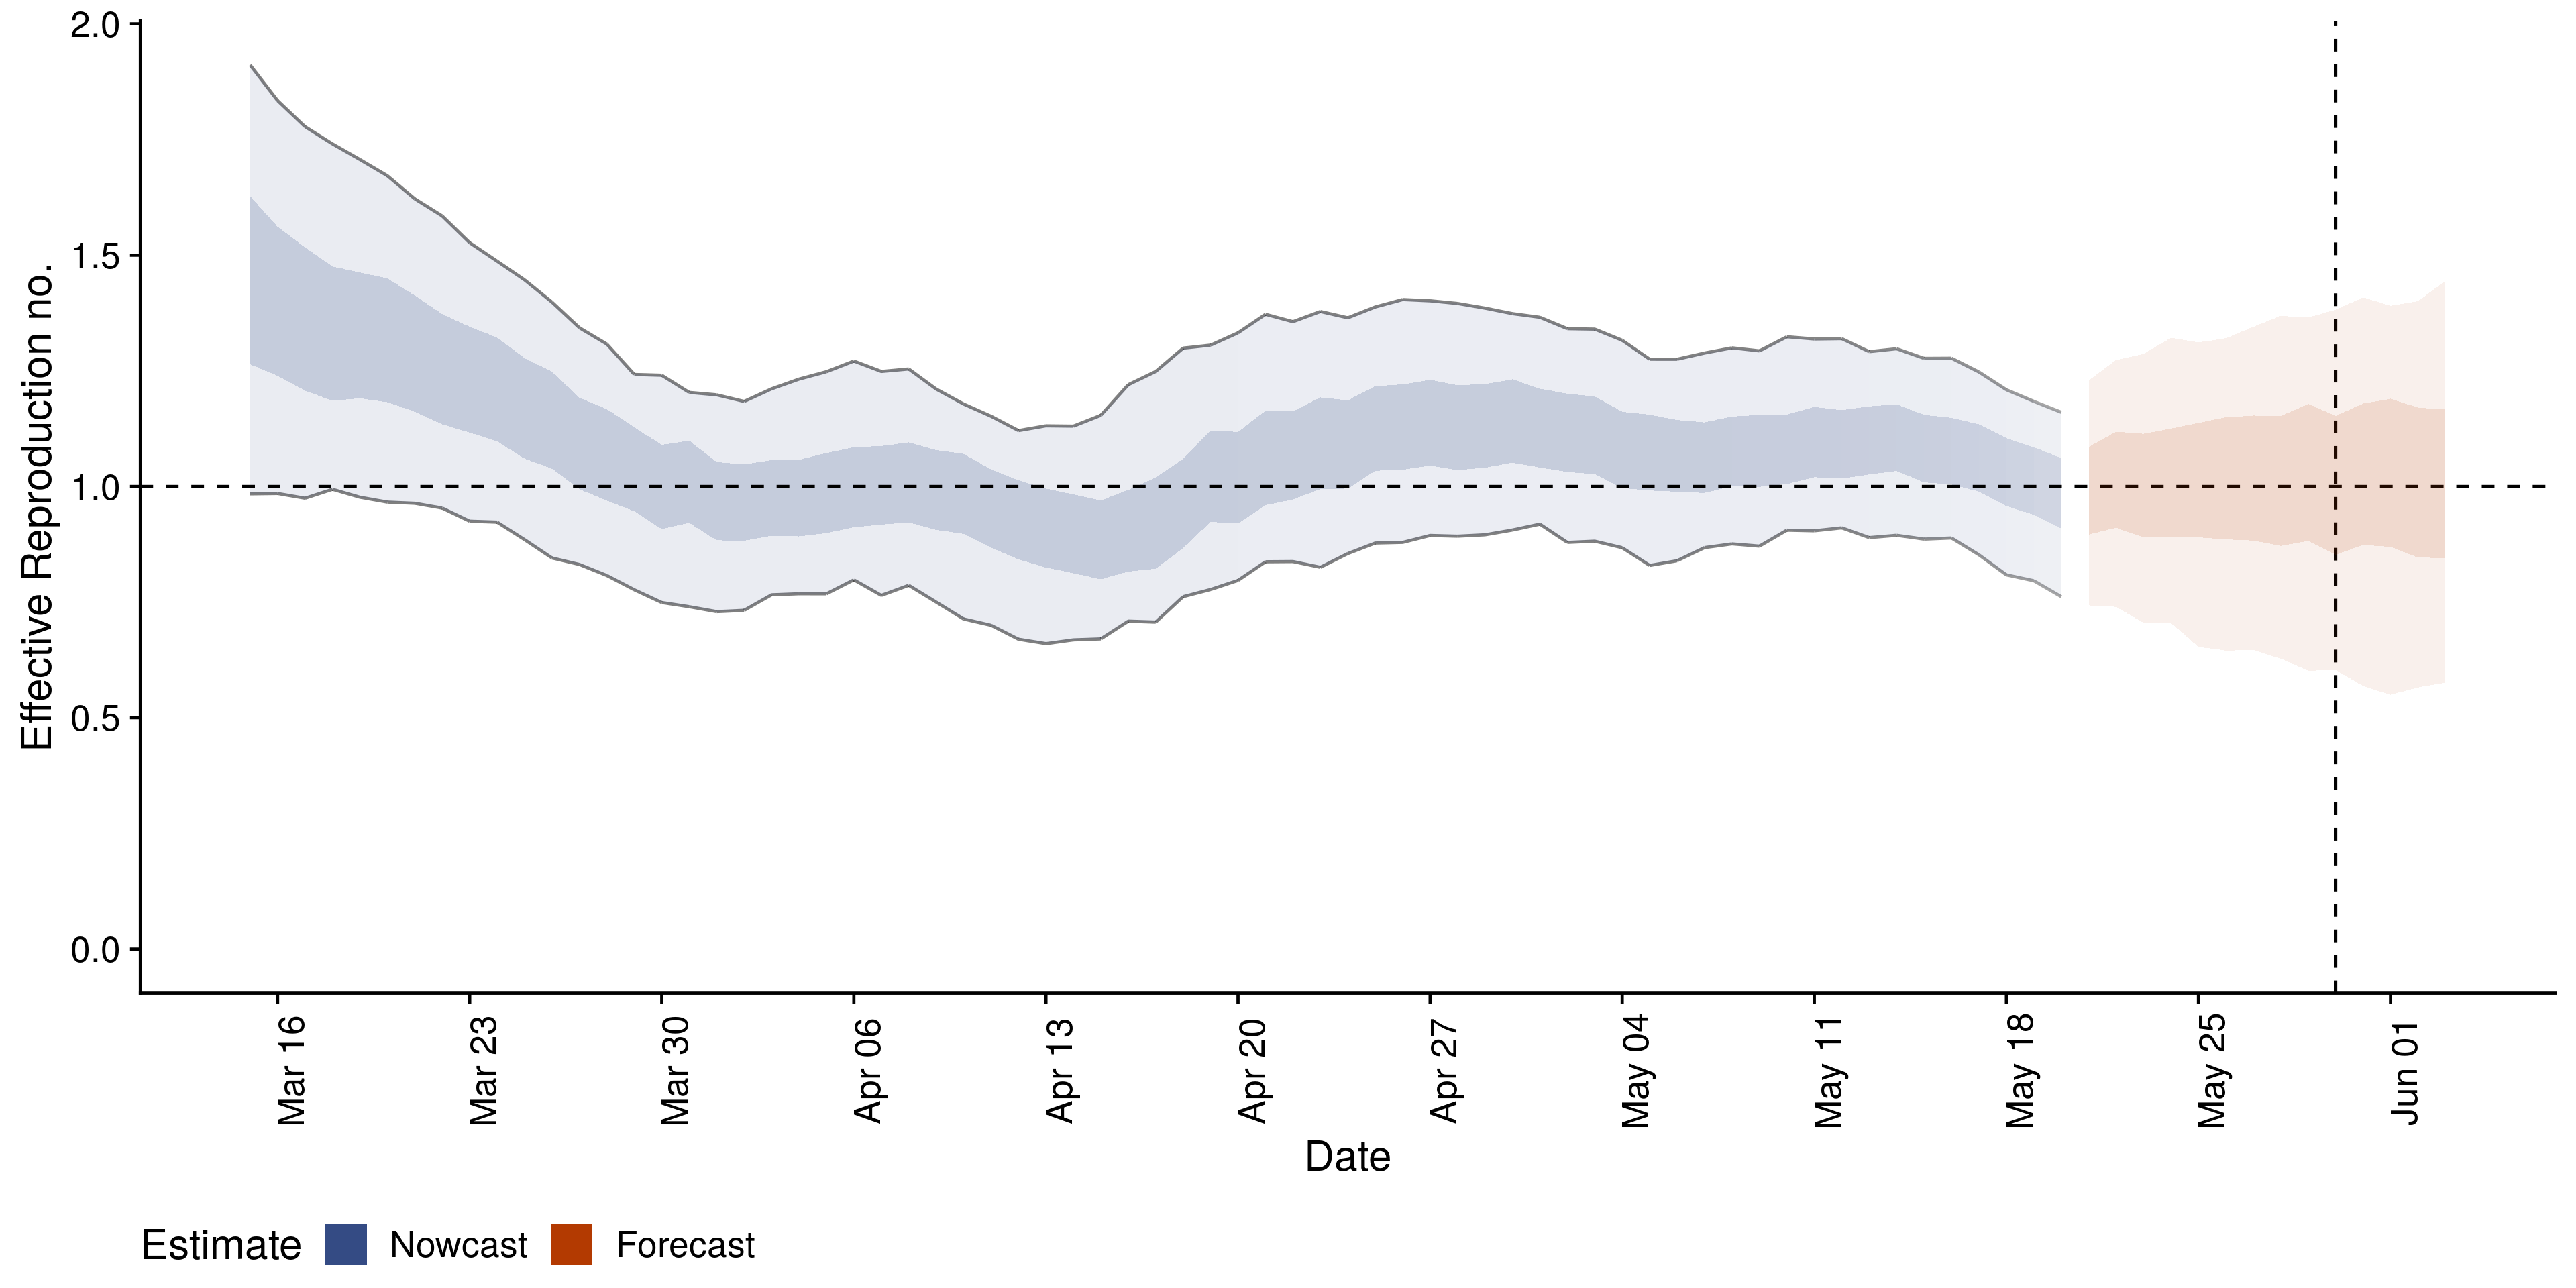 Effective Reproduction no.
2.0
1.5
1.0
0.5
0.0
Mar 16
Mar 23
Mar 30
Apr 06
Apr 13
Apr 20
Apr 27
May 04
May 11
May 18
May 25
Jun 01
Date
Estimate Nowcast Forecast